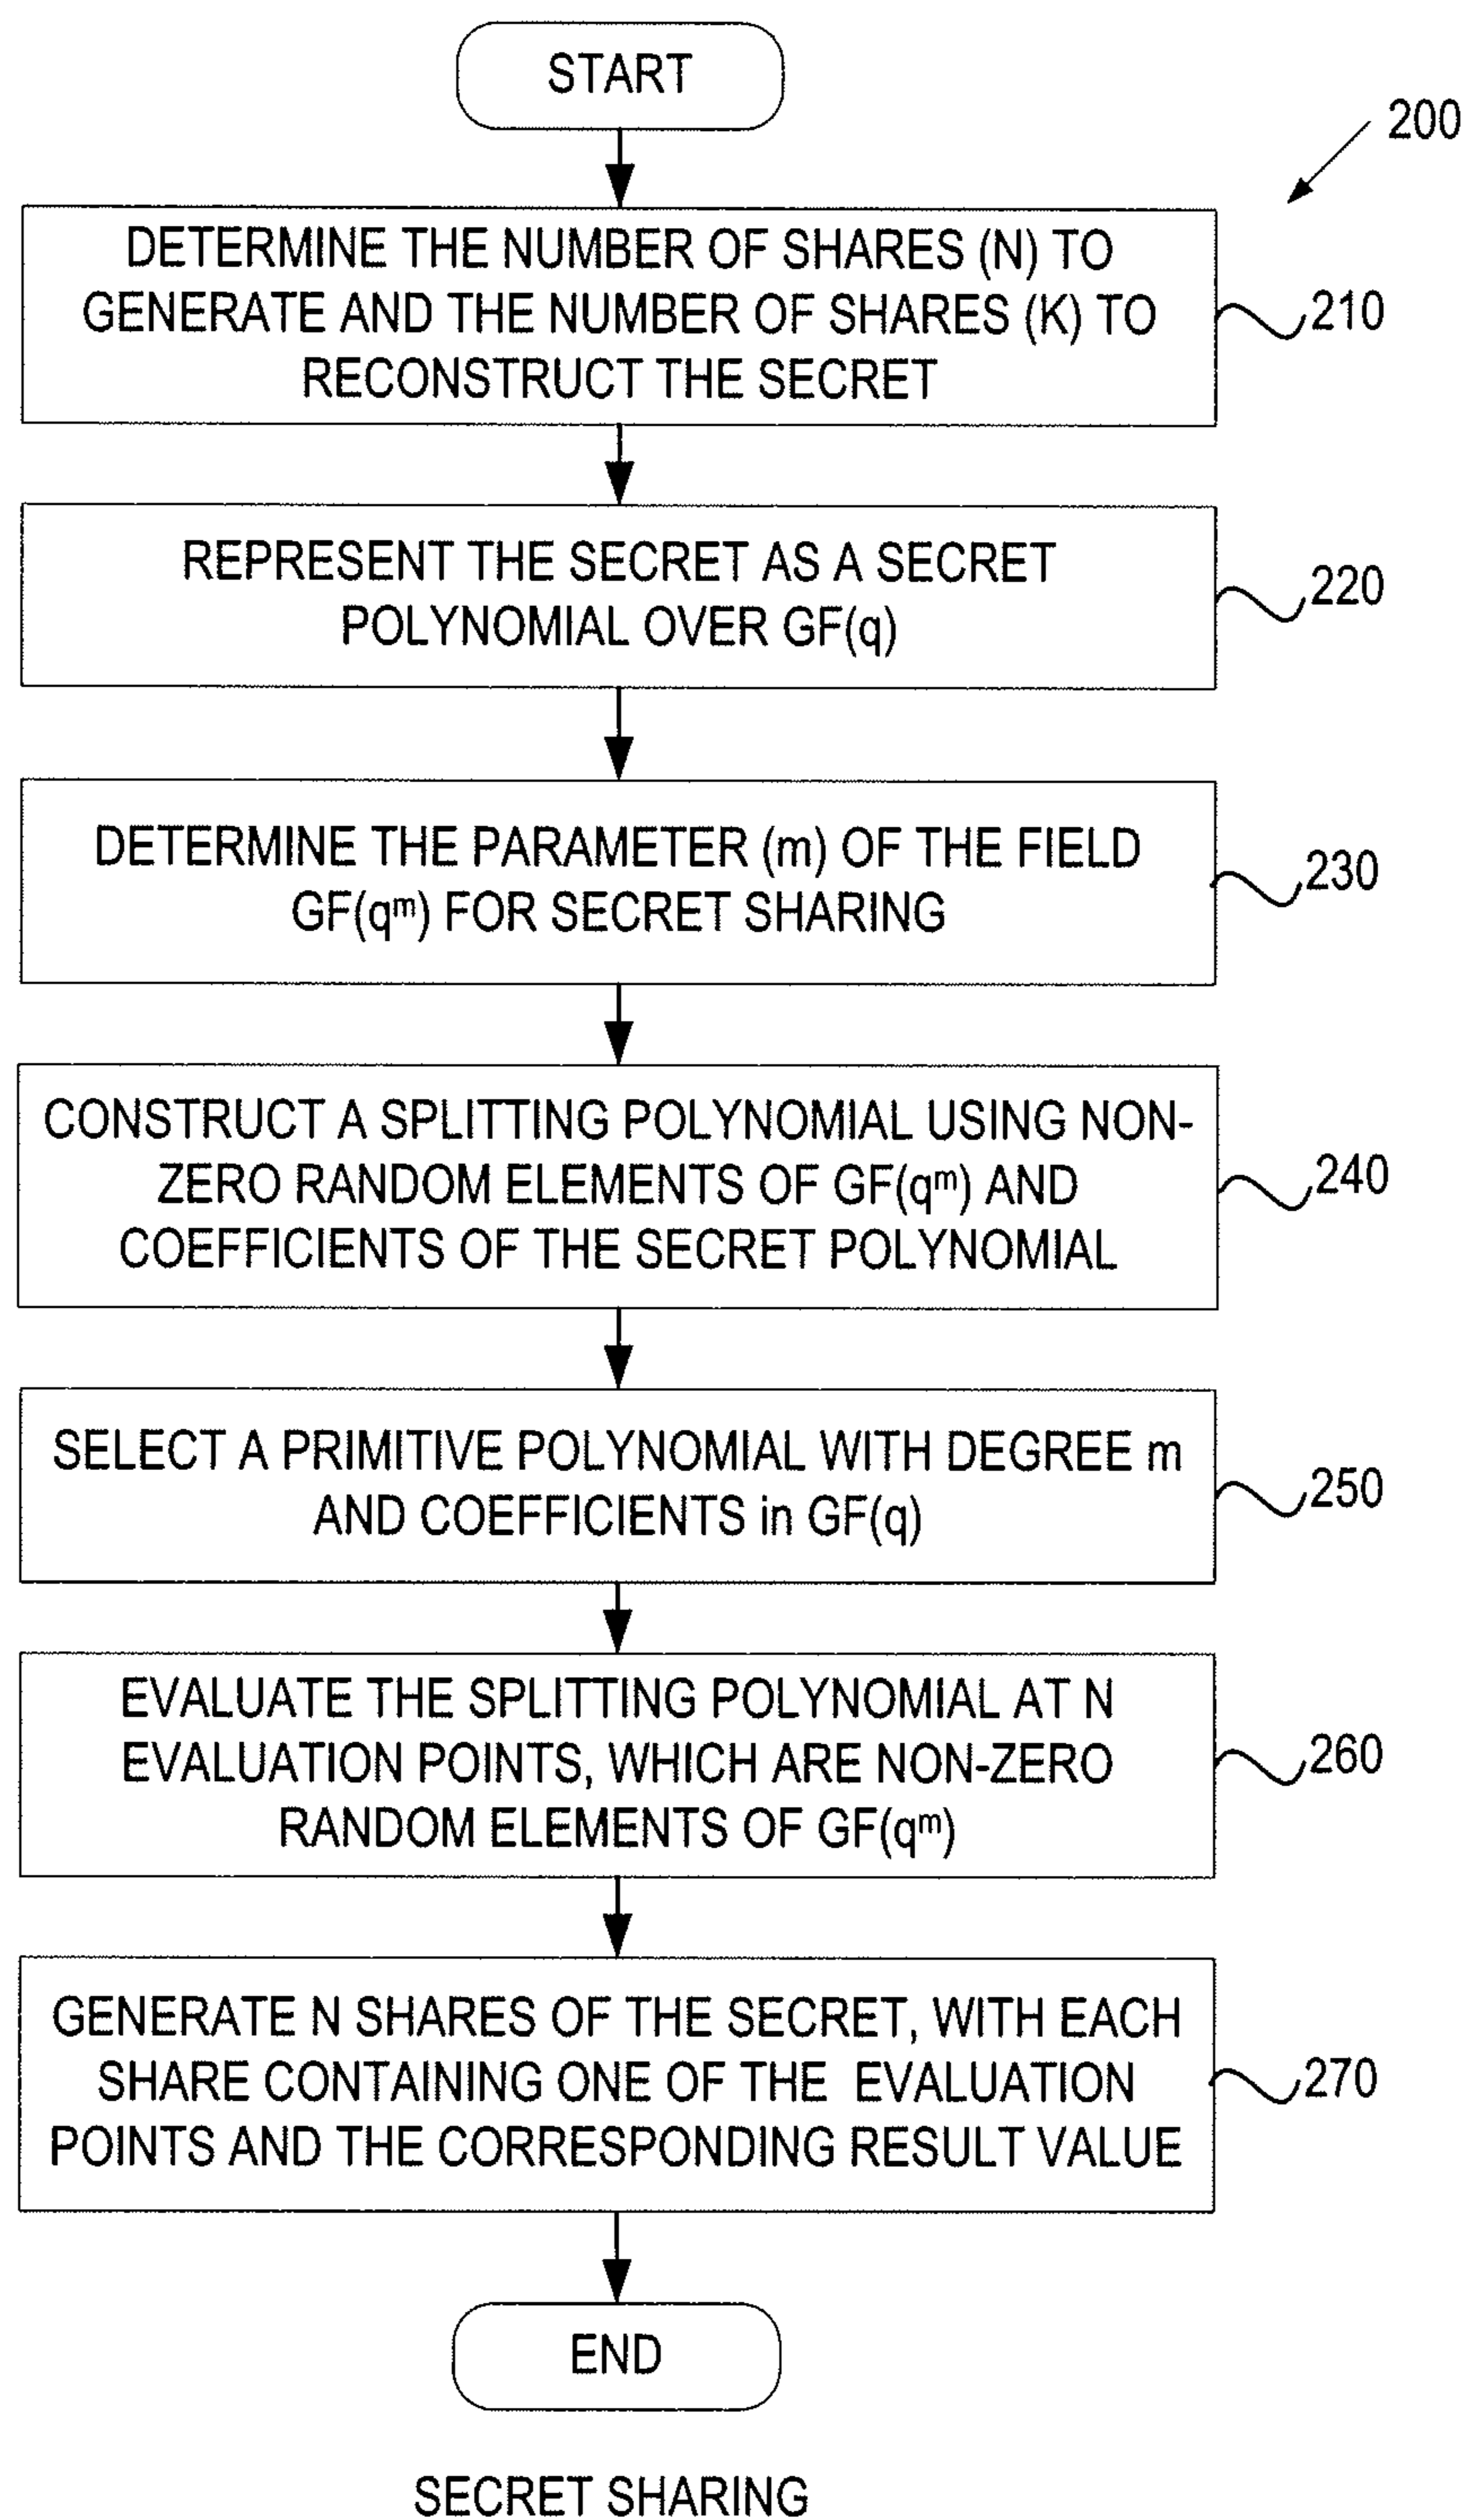 START
200
DETERMINE THE NUMBER OF SHARES (N) TO
GENERATE AND THE NUMBER OF SHARES (K) TO
RECONSTRUCT THE SECRET
210
REPRESENT THE SECRET AS A SECRET
POLYNOMIAL OVER GF(q)
220
DETERMINE THE PARAMETER (m) OF THE FIELD
GF(qᵐ) FOR SECRET SHARING
230
CONSTRUCT A SPLITTING POLYNOMIAL USING NON-
ZERO RANDOM ELEMENTS OF GF(qᵐ) AND
COEFFICIENTS OF THE SECRET POLYNOMIAL
240
SELECT A PRIMITIVE POLYNOMIAL WITH DEGREE m
AND COEFFICIENTS in GF(q)
250
EVALUATE THE SPLITTING POLYNOMIAL AT N
EVALUATION POINTS, WHICH ARE NON-ZERO
RANDOM ELEMENTS OF GF(qᵐ)
260
GENERATE N SHARES OF THE SECRET, WITH EACH
SHARE CONTAINING ONE OF THE EVALUATION
POINTS AND THE CORRESPONDING RESULT VALUE
270
END
SECRET SHARING